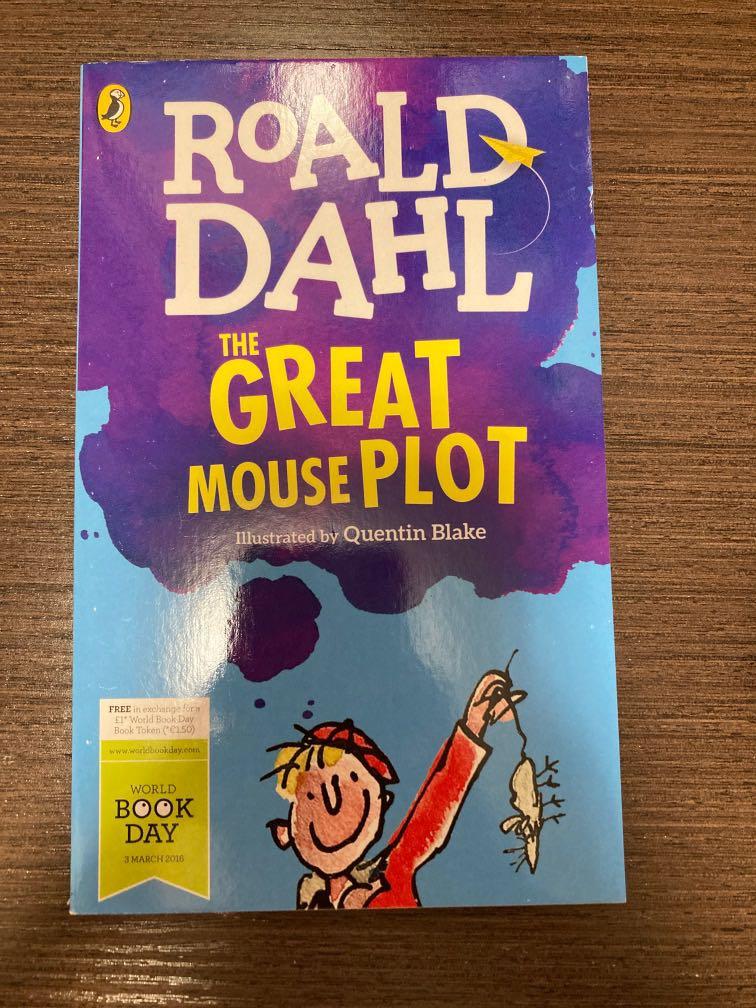 ROALD
DAHL
THE
GREAT
MOUSE PLOT
Illustrated by Quentin Blake
FREE in exchange for a
£1* World Book Day
Book Token (*€1.50)
www.worldbookday.com
WORLD
BOOK
DAY
3 MARCH 2016